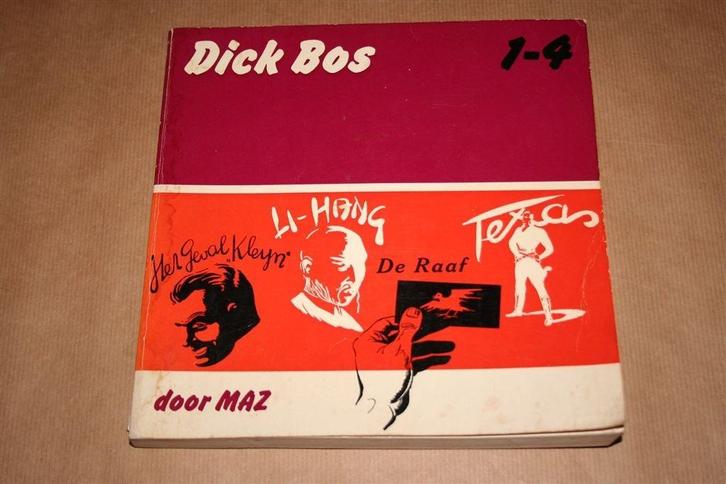 Dick Bos 1-4
Het Geval "Kleyn"
LI-HANG
De Raaf
Texas
door MAZ